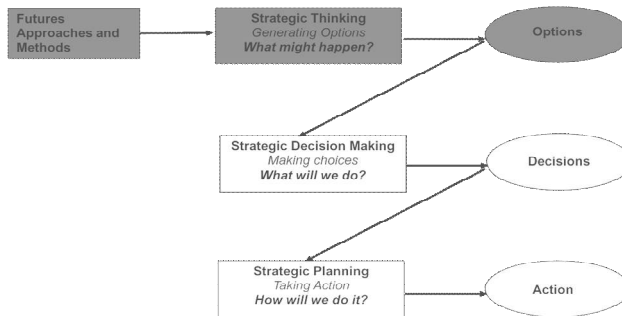 Futures
Approaches and
Methods
Strategic Thinking
Generating Options
What might happen?
Options
Strategic Decision Making
Making choices
What will we do?
Decisions
Strategic Planning
Taking Action
How will we do it?
Action